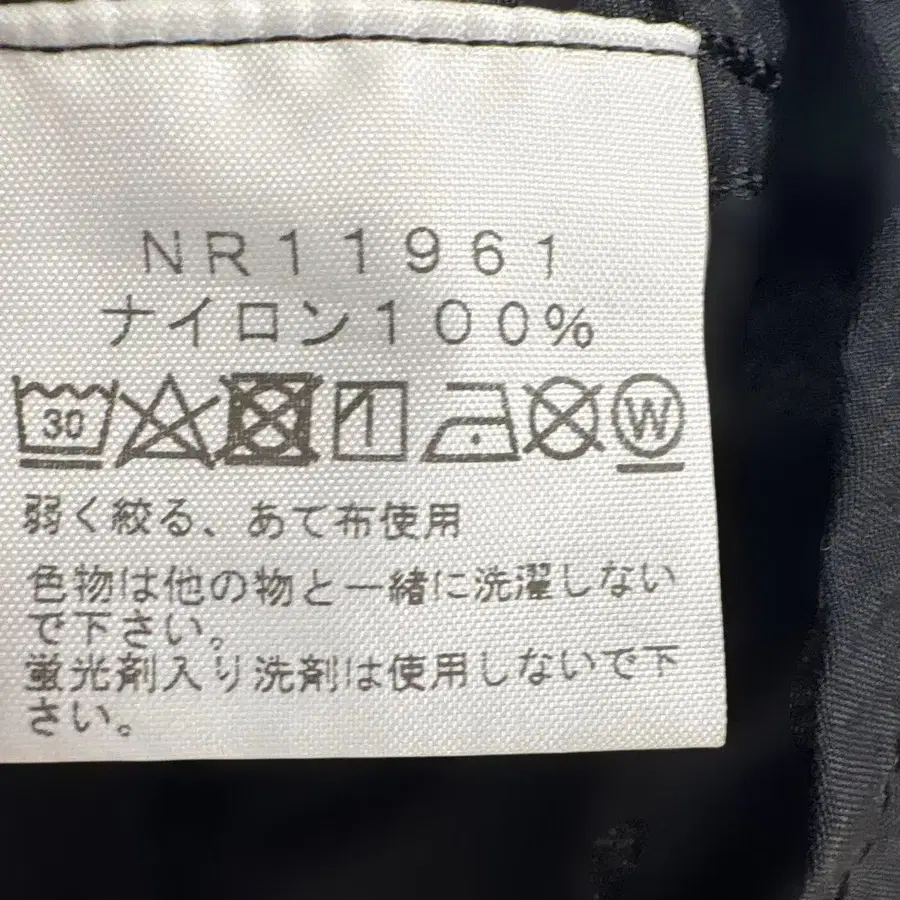 NR11961
ナイロン100%
30 W
弱く絞る、あて布使用
色物は他の物と一緒に洗濯しない
で下さい。
蛍光剤入り洗剤は使用しないで下
さい。